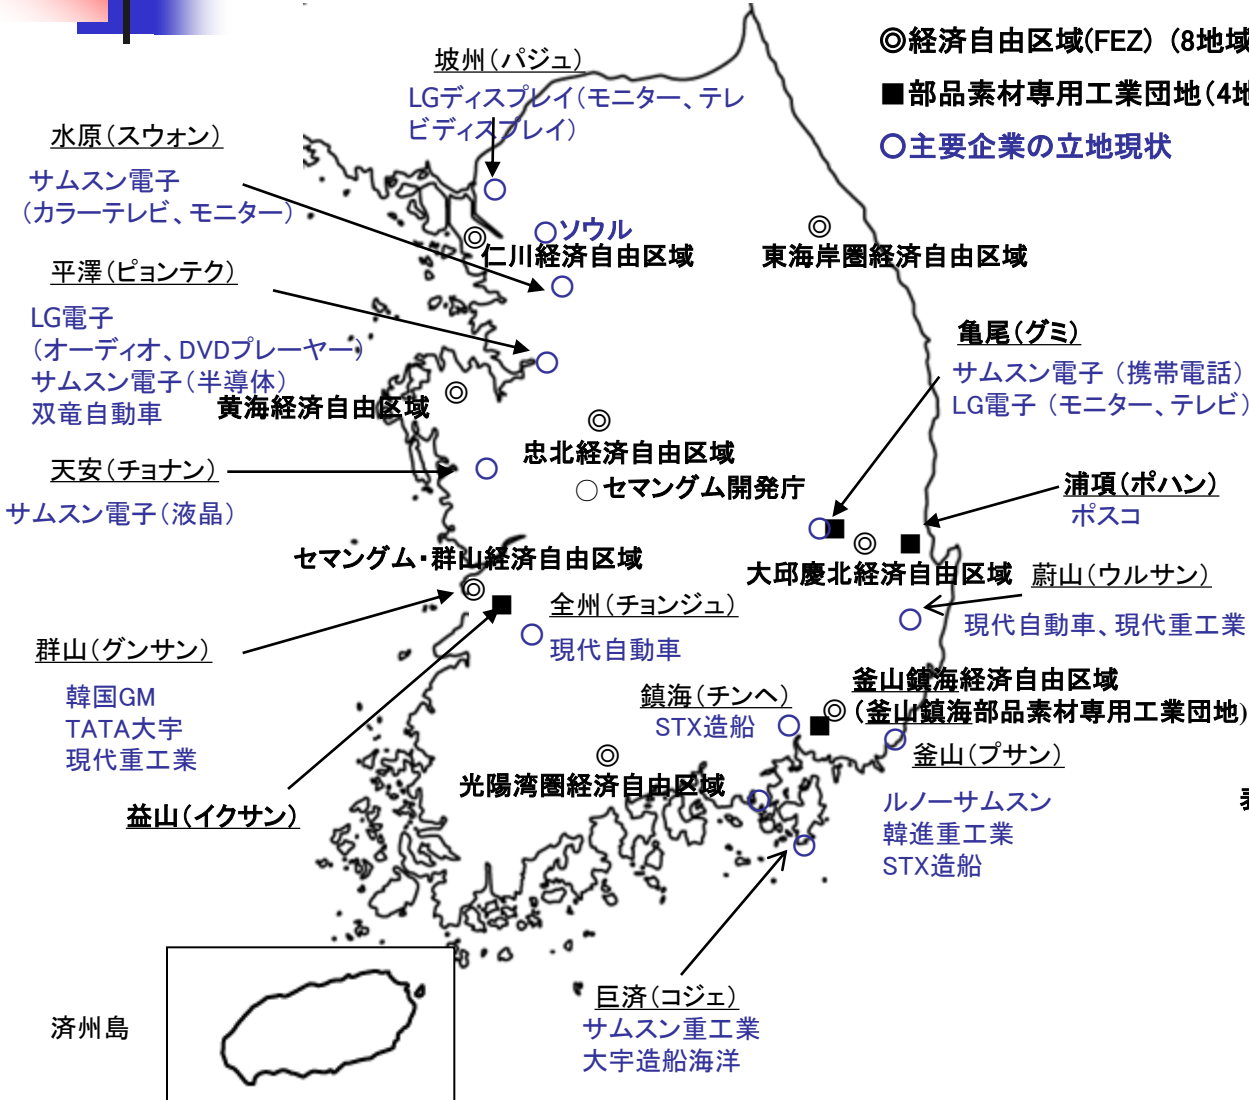 ◎経済自由区域(FEZ) (8地域
■部品素材専用工業団地(4地
○主要企業の立地現状
坡州(パジュ)
LGディスプレイ(モニター、テレ
ビディスプレイ)
水原(スウォン)
サムスン電子
(カラーテレビ、モニター)
ソウル
仁川経済自由区域
東海岸圏経済自由区域
平澤(ピョンテク)
LG電子
(オーディオ、DVDプレーヤー)
サムスン電子(半導体)
双竜自動車
黄海経済自由区域
亀尾(グミ)
サムスン電子 (携帯電話)
LG電子 (モニター、テレビ)
忠北経済自由区域
○セマングム開発庁
天安(チョナン)
サムスン電子(液晶)
浦項(ポハン)
ポスコ
セマングム・群山経済自由区域
大邱慶北経済自由区域
蔚山(ウルサン)
現代自動車、現代重工業
全州(チョンジュ)
現代自動車
群山(グンサン)
韓国GM
TATA大宇
現代重工業
鎮海(チンヘ)
STX造船
釜山鎮海経済自由区域
(釜山鎮海部品素材専用工業団地)
釜山(プサン)
ルノーサムスン
韓進重工業
STX造船
光陽湾圏経済自由区域
益山(イクサン)
巨済(コジェ)
サムスン重工業
大宇造船海洋
済州島